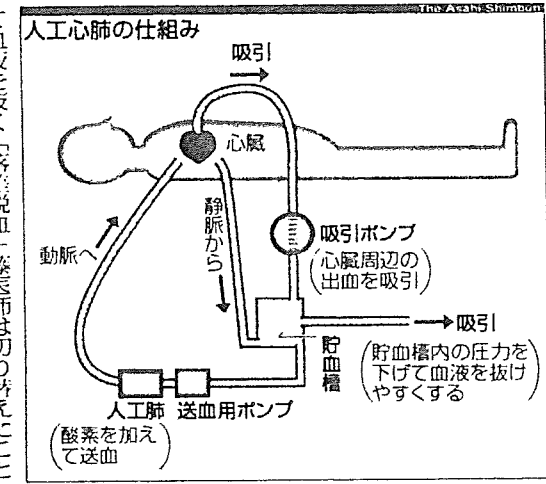 The Asahi Shimbun
人工心肺の仕組み
吸引
心臓
吸引ポンプ
(心臓周辺の
出血を吸引)
静脈から
動脈へ
吸引
(貯血槽内の圧力を
下げて血液を抜け
やすくする)
貯血槽
人工肺
送血用ポンプ
(酸素を加え
て送血)